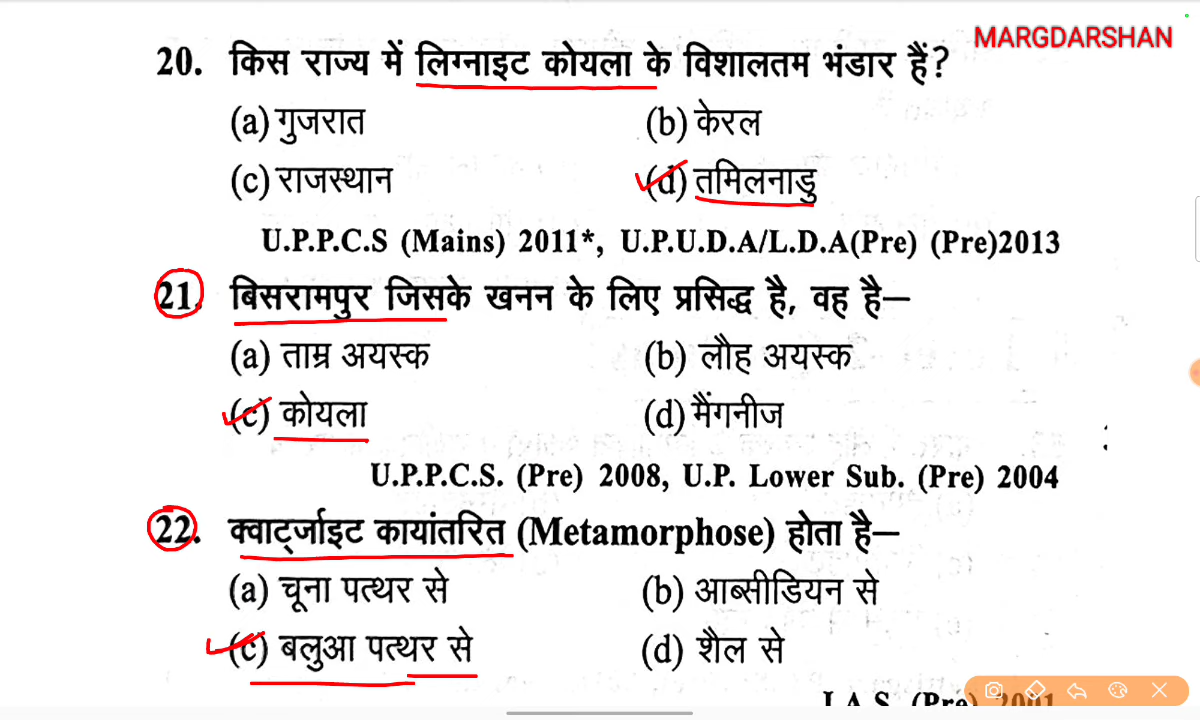 MARGDARSHAN
20. किस राज्य में लिग्नाइट कोयला के विशालतम भंडार हैं?
(a) गुजरात (b) केरल
(c) राजस्थान (d) तमिलनाडु
U.P.P.C.S (Mains) 2011*, U.P.U.D.A/L.D.A(Pre) (Pre)2013
21. बिसरामपुर जिसके खनन के लिए प्रसिद्ध है, वह है—
(a) ताम्र अयस्क (b) लौह अयस्क
(c) कोयला (d) मैंगनीज
U.P.P.C.S. (Pre) 2008, U.P. Lower Sub. (Pre) 2004
22. क्वार्ट्जाइट कायांतरित (Metamorphose) होता है—
(a) चूना पत्थर से (b) आब्सीडियन से
(c) बलुआ पत्थर से (d) शैल से
I.A.S. (Pre) 2001